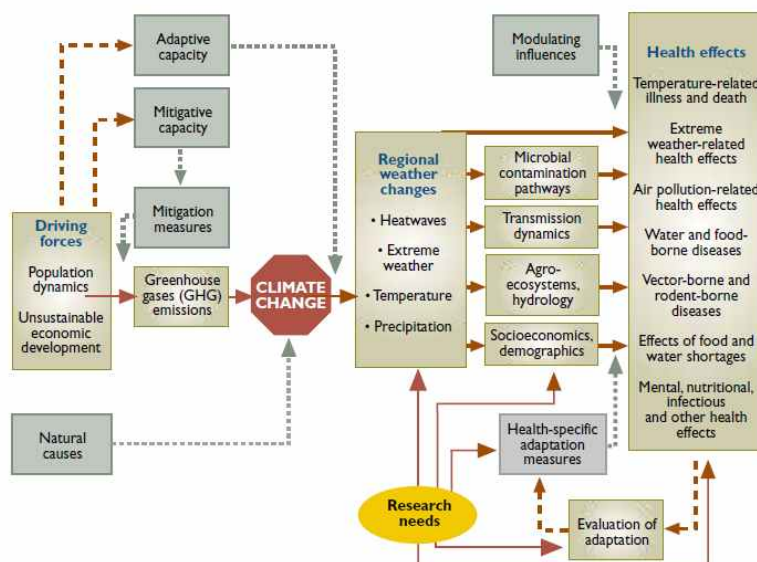 Adaptive
capacity
Mitigative
capacity
Mitigation
measures
Driving
forces
Population
dynamics
Unsustainable
economic
development
Greenhouse
gases (GHG)
emissions
CLIMATE
CHANGE
Natural
causes
Regional
weather
changes
• Heatwaves
• Extreme
weather
• Temperature
• Precipitation
Modulating
influences
Microbial
contamination
pathways
Transmission
dynamics
Agro-
ecosystems,
hydrology
Socioeconomics,
demographics
Health-specific
adaptation
measures
Research
needs
Evaluation of
adaptation
Health effects
Temperature-related
illness and death
Extreme
weather-related
health effects
Air pollution-related
health effects
Water and food-
borne diseases
Vector-borne and
rodent-borne
diseases
Effects of food and
water shortages
Mental, nutritional,
infectious
and other health
effects